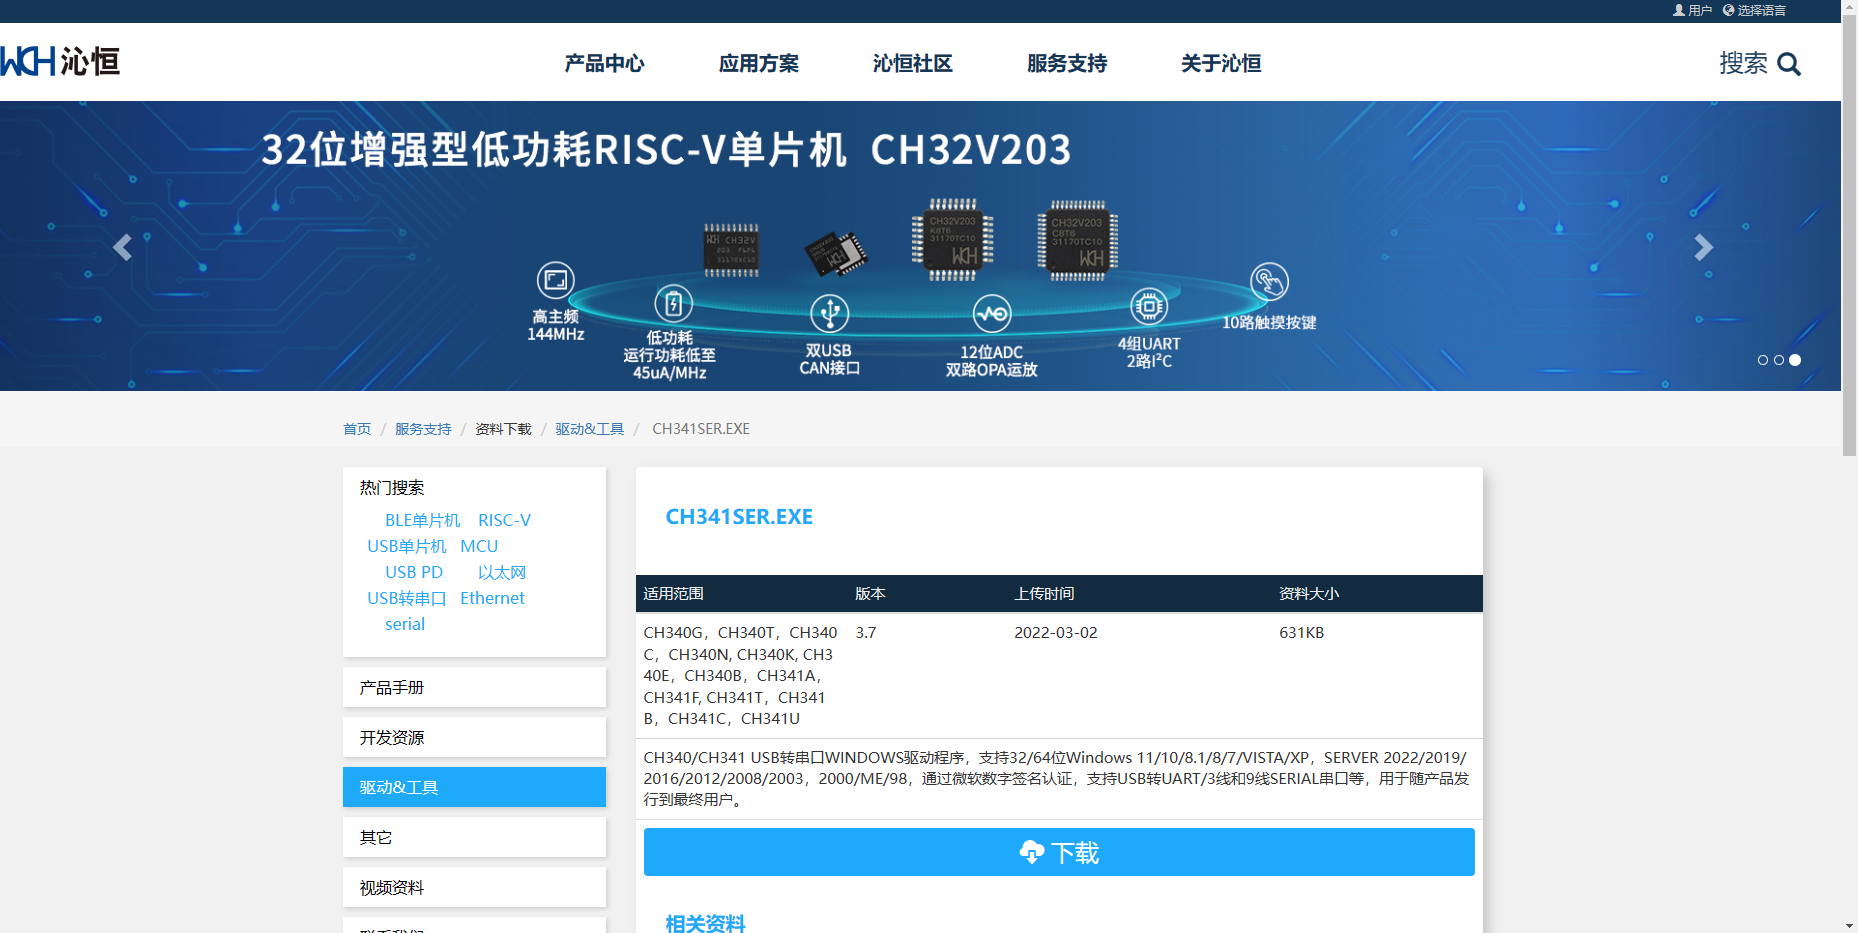 用户 选择语言
WCH 沁恒
产品中心 应用方案 沁恒社区 服务支持 关于沁恒 搜索
32位增强型低功耗RISC-V单片机 CH32V203
CH32V203
K8T6
31170TC10
WCH
CH32V203
C8T6
31170TC10
WCH
WCH CH32V
高主频
144MHz
低功耗
运行功耗低至
45uA/MHz
双USB
CAN接口
12位ADC
双路OPA运放
4组UART
2路I²C
10路触摸按键
首页 / 服务支持 / 资料下载 / 驱动&工具 / CH341SER.EXE
热门搜索
BLE单片机 RISC-V
USB单片机 MCU
USB PD 以太网
USB转串口 Ethernet
serial
产品手册
开发资源
驱动&工具
其它
视频资料
联系我们
CH341SER.EXE
适用范围 版本 上传时间 资料大小
CH340G，CH340T，CH340 3.7 2022-03-02 631KB
C，CH340N, CH340K, CH3
40E，CH340B，CH341A，
CH341F, CH341T，CH341
B，CH341C，CH341U
CH340/CH341 USB转串口WINDOWS驱动程序，支持32/64位Windows 11/10/8.1/8/7/VISTA/XP，SERVER 2022/2019/
2016/2012/2008/2003，2000/ME/98，通过微软数字签名认证，支持USB转UART/3线和9线SERIAL串口等，用于随产品发
行到最终用户。
下载
相关资料